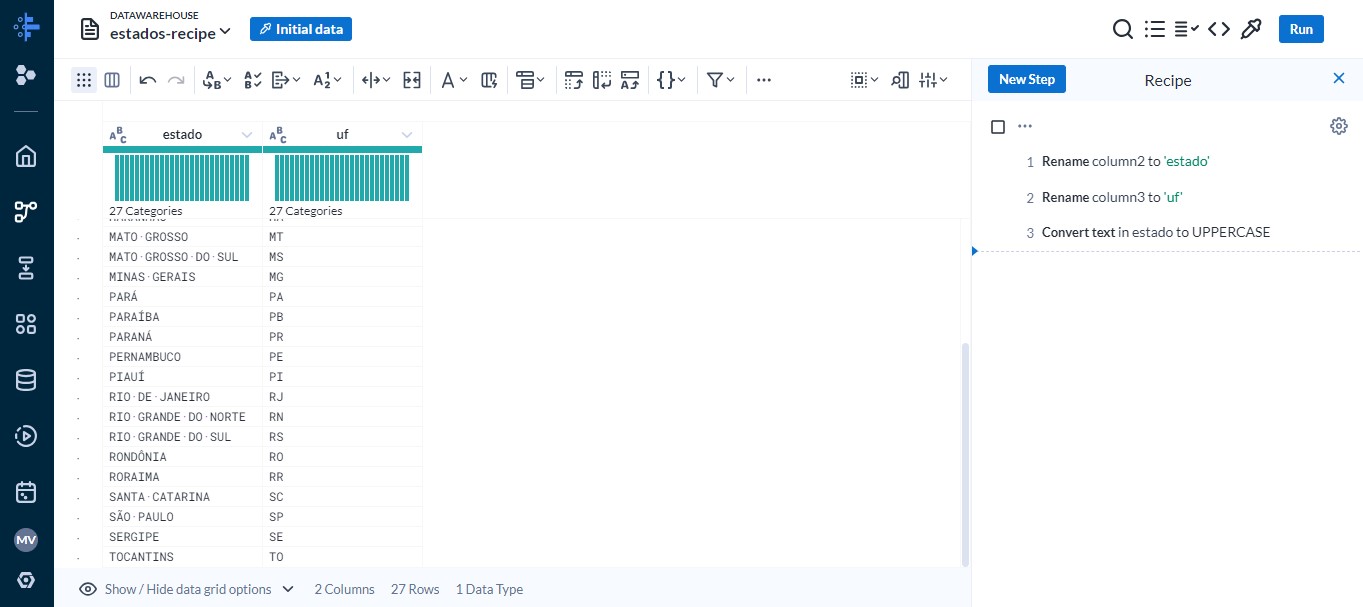 DATAWAREHOUSE
estados-recipe
Initial data
Run
New Step
Recipe
ABC estado
ABC uf
27 Categories
27 Categories
MATO·GROSSO MT
MATO·GROSSO·DO·SUL MS
MINAS·GERAIS MG
PARÁ PA
PARAÍBA PB
PARANÁ PR
PERNAMBUCO PE
PIAUÍ PI
RIO·DE·JANEIRO RJ
RIO·GRANDE·DO·NORTE RN
RIO·GRANDE·DO·SUL RS
RONDÔNIA RO
RORAIMA RR
SANTA·CATARINA SC
SÃO·PAULO SP
SERGIPE SE
TOCANTINS TO
1 Rename column2 to 'estado'
2 Rename column3 to 'uf'
3 Convert text in estado to UPPERCASE
MV
Show / Hide data grid options
2 Columns 27 Rows 1 Data Type